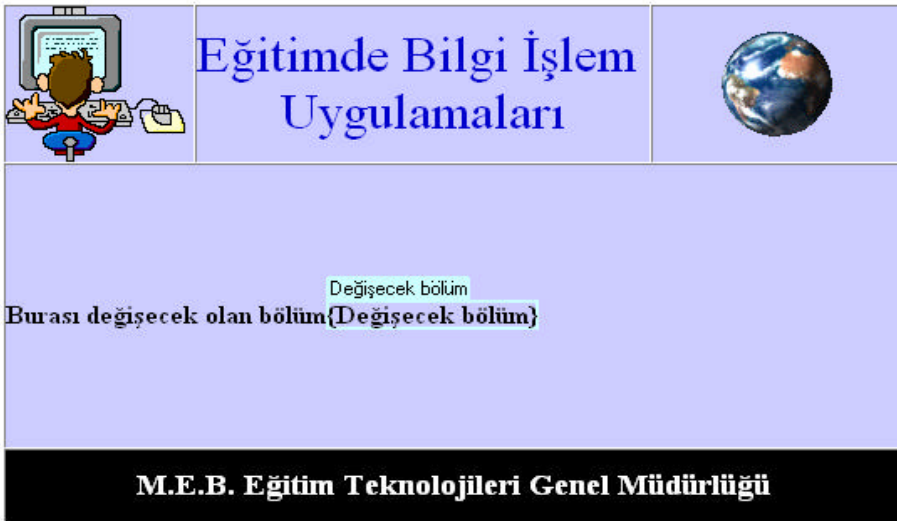 Eğitimde Bilgi İşlem
Uygulamaları
Değişecek bölüm
Burası değişecek olan bölüm{Değişecek bölüm}
M.E.B. Eğitim Teknolojileri Genel Müdürlüğü